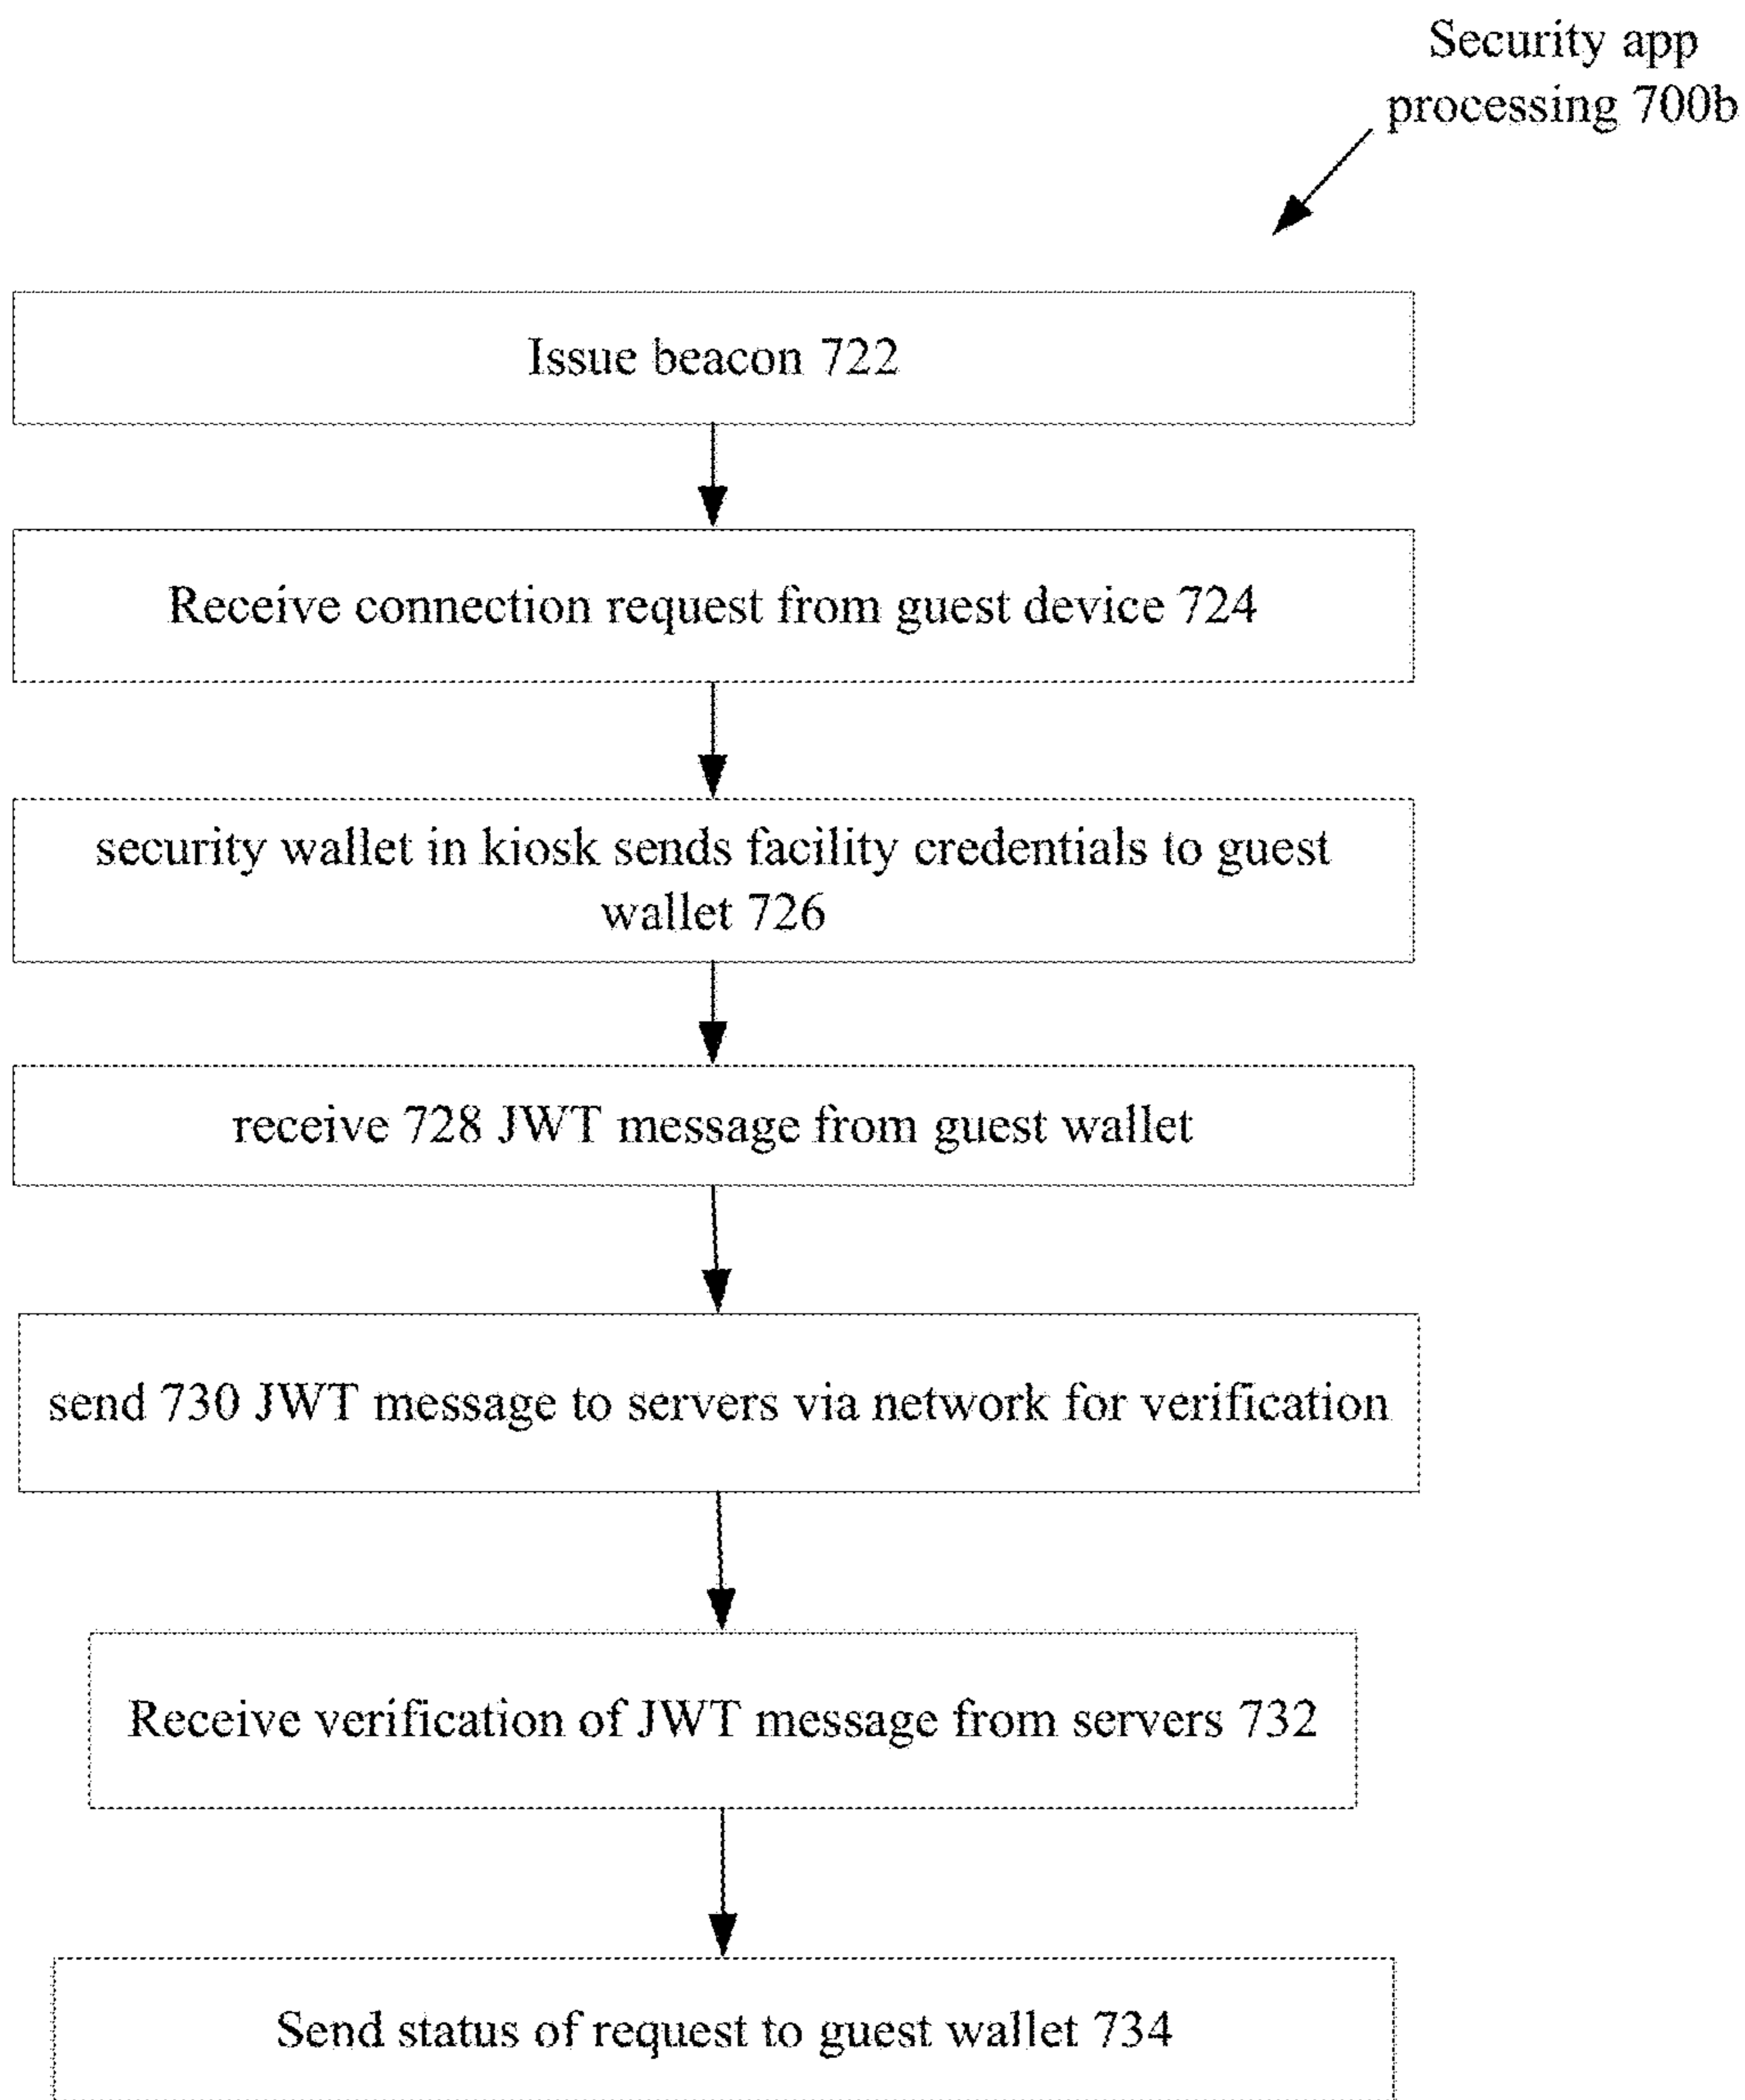 Security app
processing 700b
Issue beacon 722
Receive connection request from guest device 724
security wallet in kiosk sends facility credentials to guest
wallet 726
receive 728 JWT message from guest wallet
send 730 JWT message to servers via network for verification
Receive verification of JWT message from servers 732
Send status of request to guest wallet 734